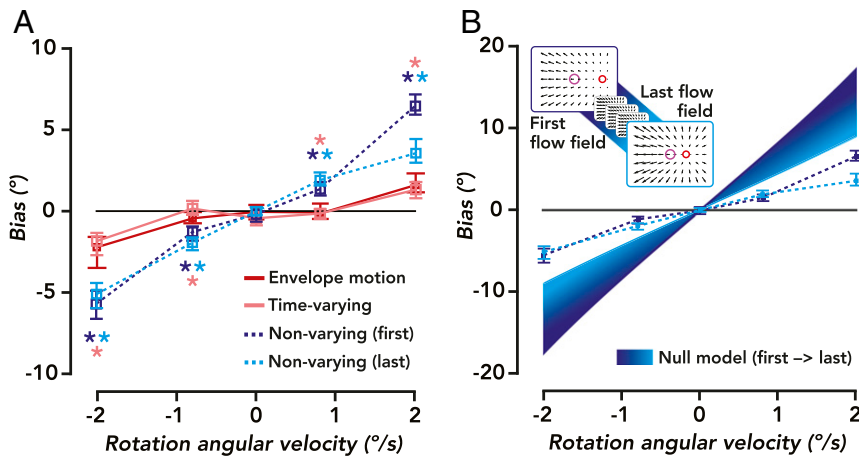 A
10
5
0
-5
-10
Bias (°)
* * * * * * * * * * * *
Envelope motion
Time-varying
Non-varying (first)
Non-varying (last)
-2 -1 0 1 2
Rotation angular velocity (°/s)
B
20
10
0
-10
-20
Bias (°)
First
flow field
Last flow
field
Null model (first –> last)
-2 -1 0 1 2
Rotation angular velocity (°/s)